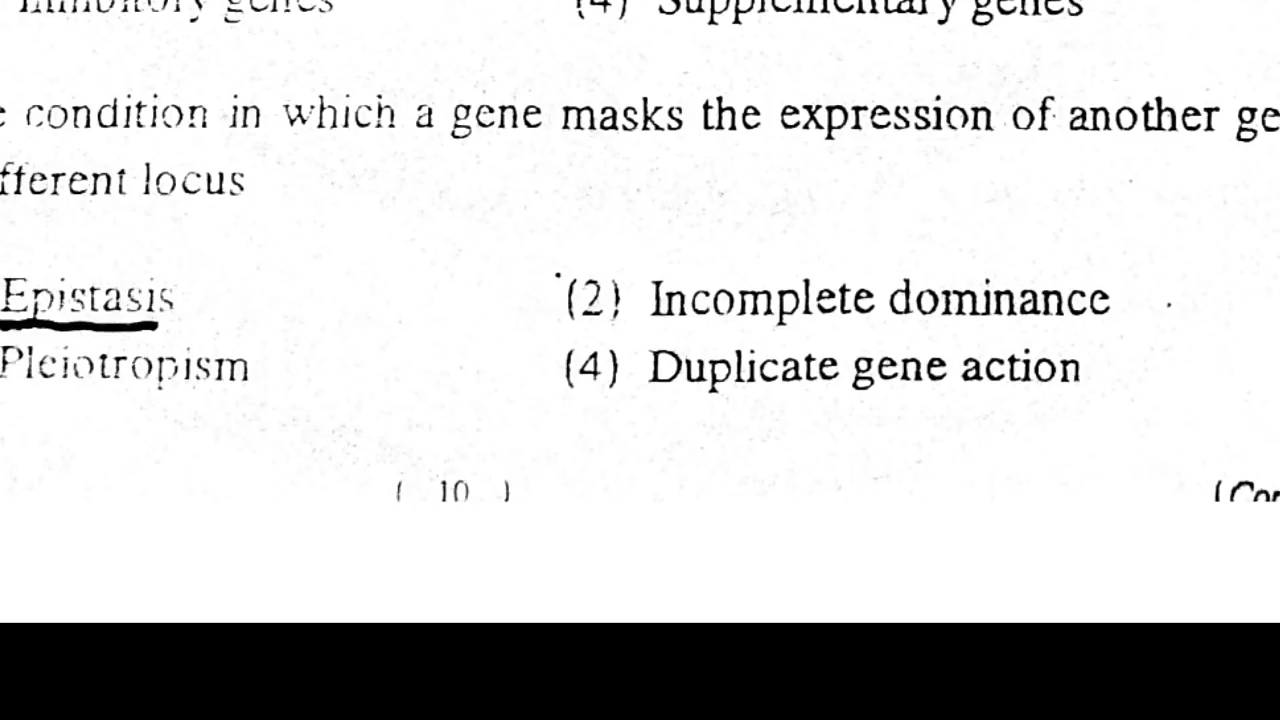 Inhibitory genes (4) Supplementary genes
condition in which a gene masks the expression of another ge
fferent locus
Epistasis (2) Incomplete dominance
Pleiotropism (4) Duplicate gene action
( 10 ) (Con